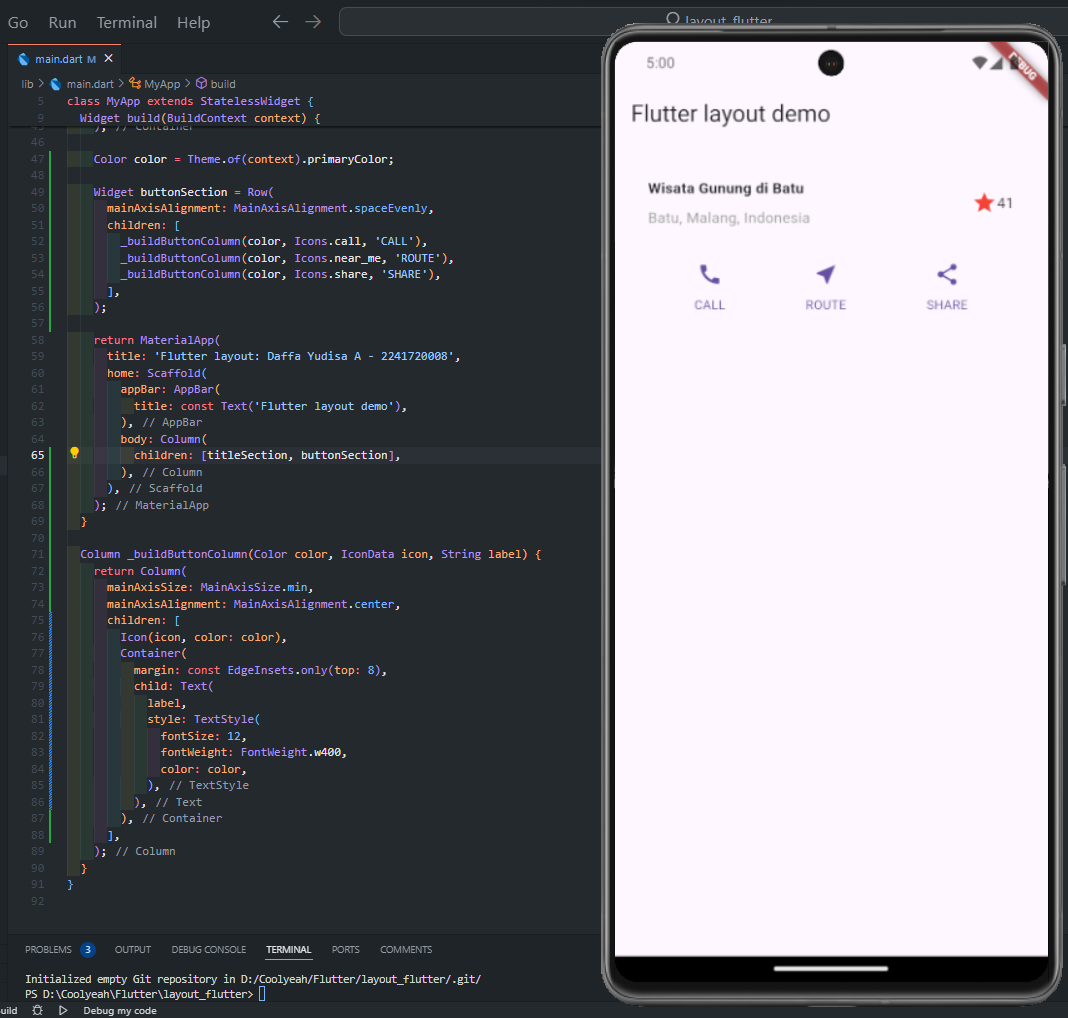 Go Run Terminal Help
layout_flutter
main.dart M
lib > main.dart > MyApp > build
5 class MyApp extends StatelessWidget {
9 Widget build(BuildContext context) {
45 ); // Container
46
47 Color color = Theme.of(context).primaryColor;
48
49 Widget buttonSection = Row(
50 mainAxisAlignment: MainAxisAlignment.spaceEvenly,
51 children: [
52 _buildButtonColumn(color, Icons.call, 'CALL'),
53 _buildButtonColumn(color, Icons.near_me, 'ROUTE'),
54 _buildButtonColumn(color, Icons.share, 'SHARE'),
55 ],
56 );
57
58 return MaterialApp(
59 title: 'Flutter layout: Daffa Yudisa A - 2241720008',
60 home: Scaffold(
61 appBar: AppBar(
62 title: const Text('Flutter layout demo'),
63 ), // AppBar
64 body: Column(
65 children: [titleSection, buttonSection],
66 ), // Column
67 ), // Scaffold
68 ); // MaterialApp
69 }
70
71 Column _buildButtonColumn(Color color, IconData icon, String label) {
72 return Column(
73 mainAxisSize: MainAxisSize.min,
74 mainAxisAlignment: MainAxisAlignment.center,
75 children: [
76 Icon(icon, color: color),
77 Container(
78 margin: const EdgeInsets.only(top: 8),
79 child: Text(
80 label,
81 style: TextStyle(
82 fontSize: 12,
83 fontWeight: FontWeight.w400,
84 color: color,
85 ), // TextStyle
86 ), // Text
87 ), // Container
88 ],
89 ); // Column
90 }
91 }
92
PROBLEMS 3 OUTPUT DEBUG CONSOLE TERMINAL PORTS COMMENTS
Initialized empty Git repository in D:/Coolyeah/Flutter/layout_flutter/.git/
PS D:\Coolyeah\Flutter\layout_flutter>
uild Debug my code
5:00
DEBUG
Flutter layout demo
Wisata Gunung di Batu
Batu, Malang, Indonesia
41
CALL ROUTE SHARE